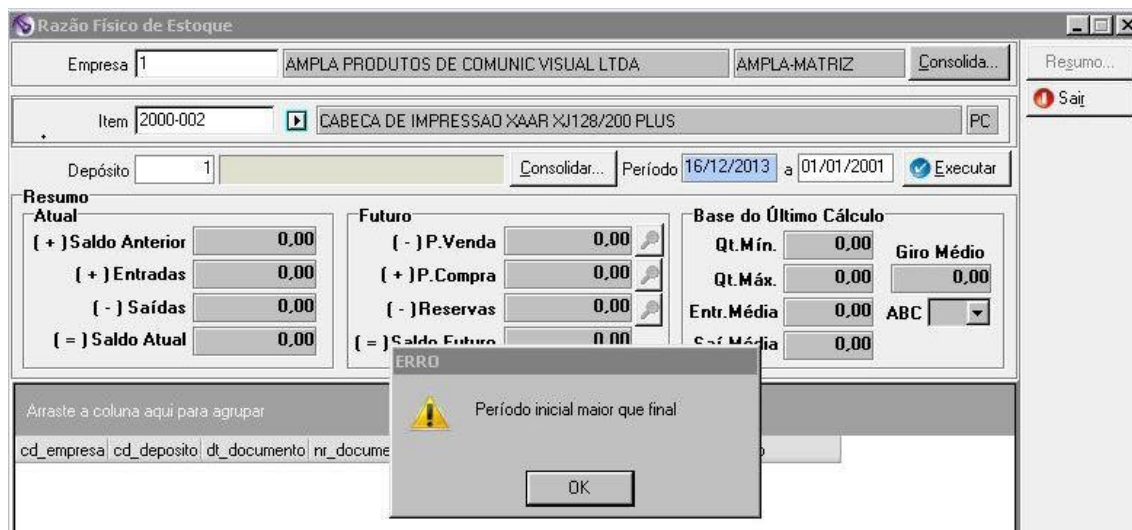 Razão Físico de Estoque
Empresa 1 AMPLA PRODUTOS DE COMUNIC VISUAL LTDA AMPLA-MATRIZ Consolida... Resumo...
Sair
Item 2000-002 CABECA DE IMPRESSAO XAAR XJ128/200 PLUS PC
Depósito 1 Consolidar... Período 16/12/2013 a 01/01/2001 Executar
Resumo
Atual Futuro Base do Último Cálculo
( + )Saldo Anterior 0,00 ( - )P.Venda 0,00 Qt.Mín. 0,00 Giro Médio
( + )Entradas 0,00 ( + )P.Compra 0,00 Qt.Máx. 0,00 0,00
( - )Saídas 0,00 ( - )Reservas 0,00 Entr.Média 0,00 ABC
( = )Saldo Atual 0,00 ( = )Saldo Futuro 0,00 Saí.Média 0,00
ERRO
Período inicial maior que final
OK
Arraste a coluna aqui para agrupar
cd_empresa cd_deposito dt_documento nr_docume